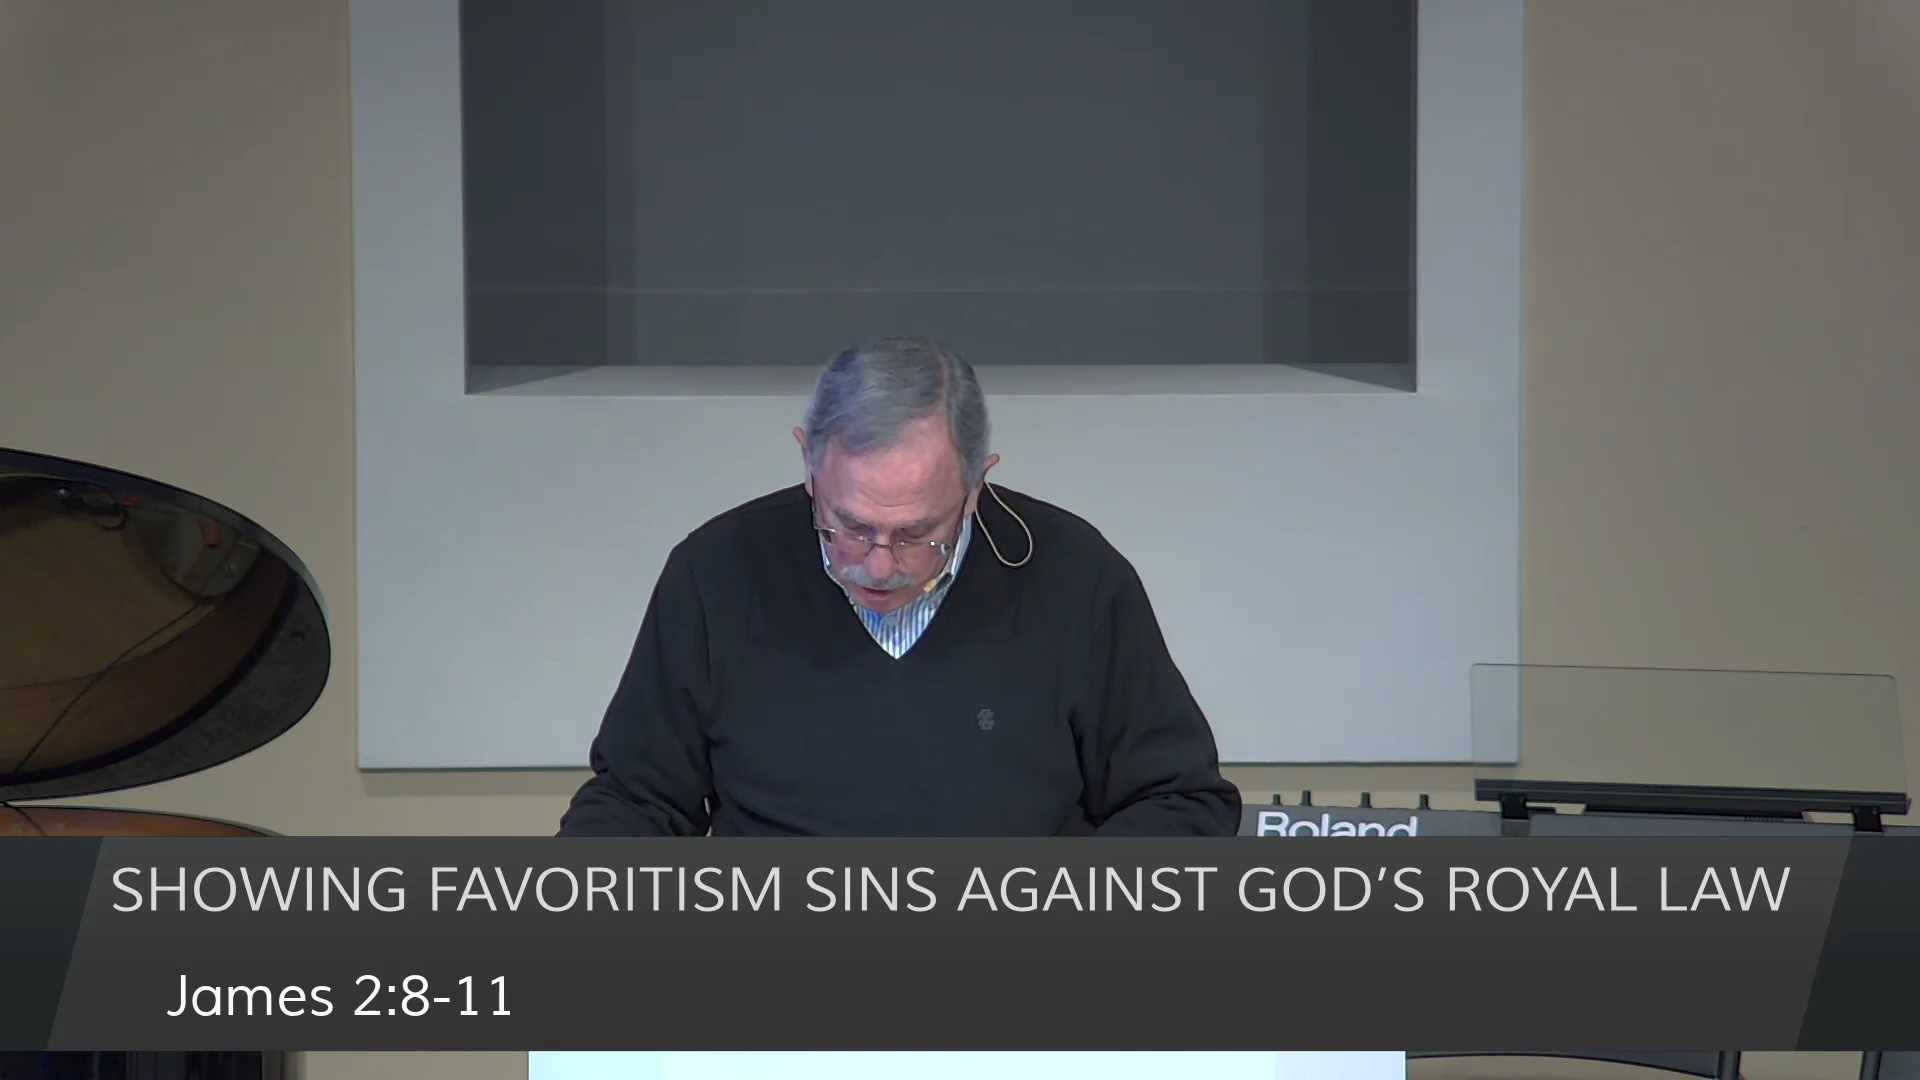 Roland
SHOWING FAVORITISM SINS AGAINST GOD’S ROYAL LAW
James 2:8-11